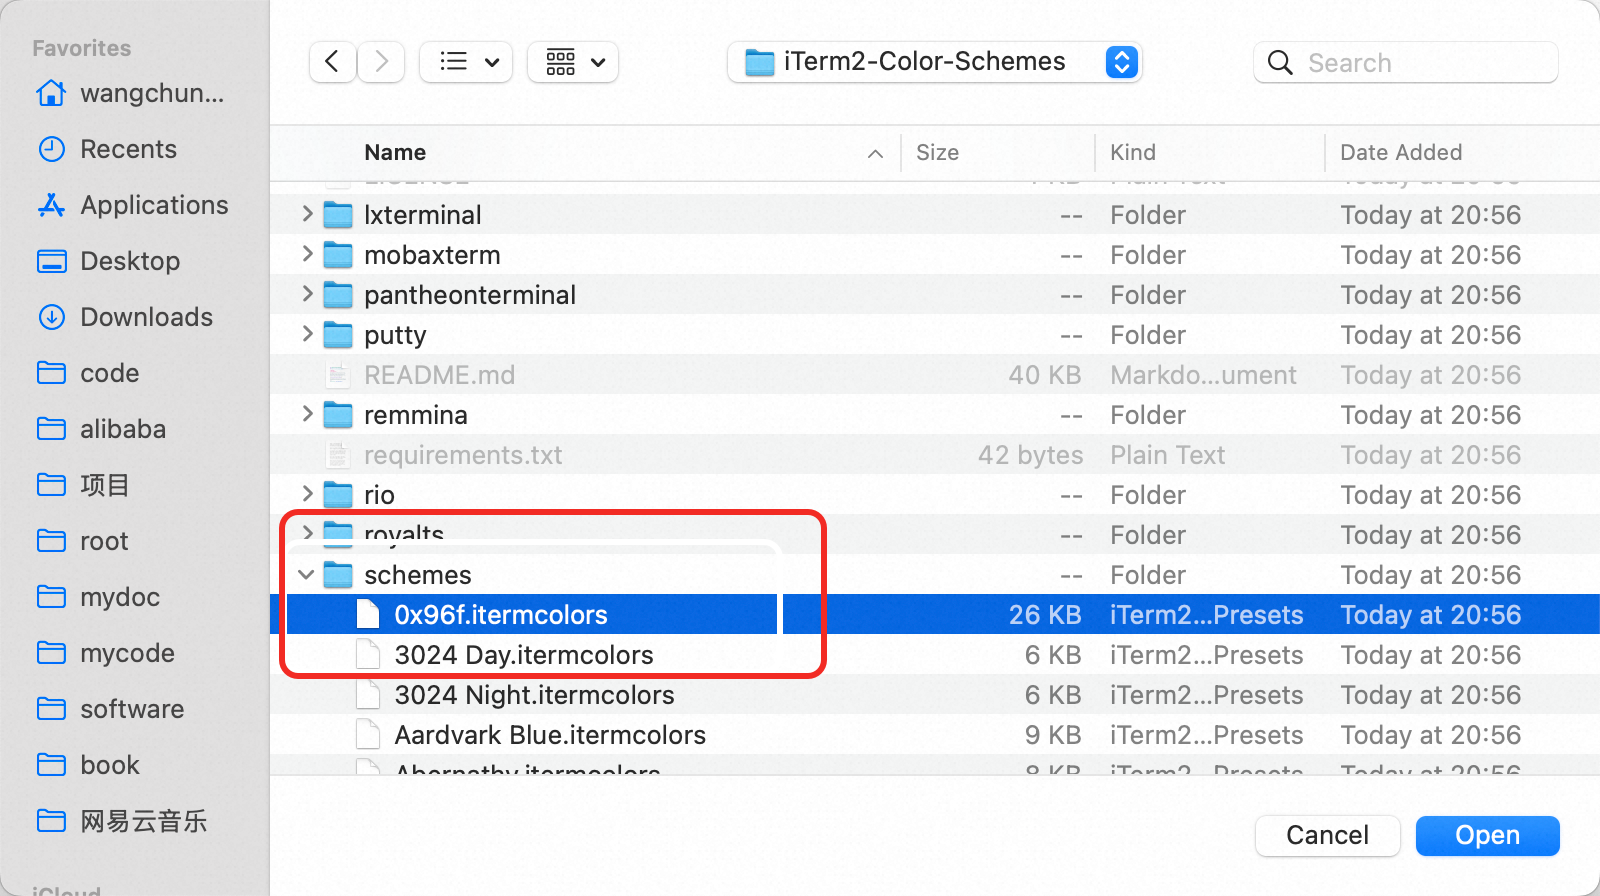 Favorites
wangchun...
Recents
Applications
Desktop
Downloads
code
alibaba
项目
root
mydoc
mycode
software
book
网易云音乐
iCloud
iTerm2-Color-Schemes
Search
Name Size Kind Date Added
lxterminal -- Folder Today at 20:56
mobaxterm -- Folder Today at 20:56
pantheonterminal -- Folder Today at 20:56
putty -- Folder Today at 20:56
README.md 40 KB Markdo...ument Today at 20:56
remmina -- Folder Today at 20:56
requirements.txt 42 bytes Plain Text Today at 20:56
rio -- Folder Today at 20:56
royalts -- Folder Today at 20:56
schemes -- Folder Today at 20:56
0x96f.itermcolors 26 KB iTerm2...Presets Today at 20:56
3024 Day.itermcolors 6 KB iTerm2...Presets Today at 20:56
3024 Night.itermcolors 6 KB iTerm2...Presets Today at 20:56
Aardvark Blue.itermcolors 9 KB iTerm2...Presets Today at 20:56
Abernathy.itermcolors 8 KB iTerm2...Presets Today at 20:56
Cancel Open